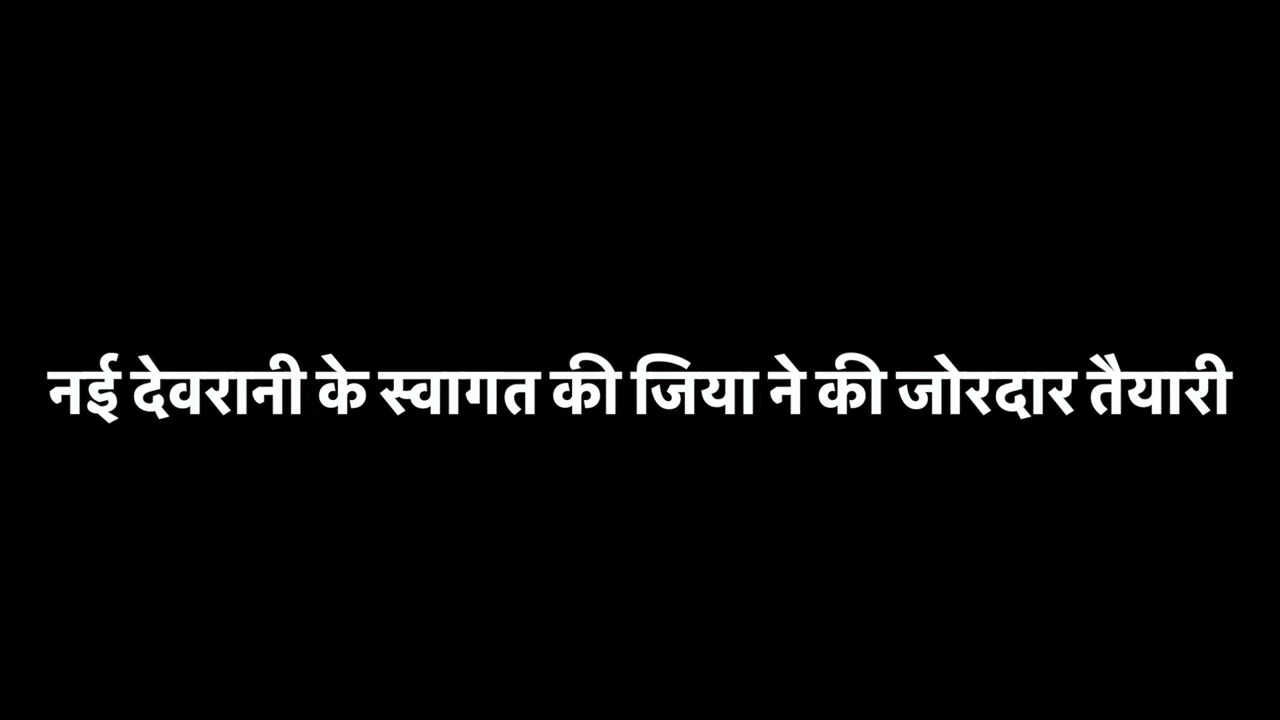 नई देवरानी के स्वागत की जिया ने की जोरदार तैयारी